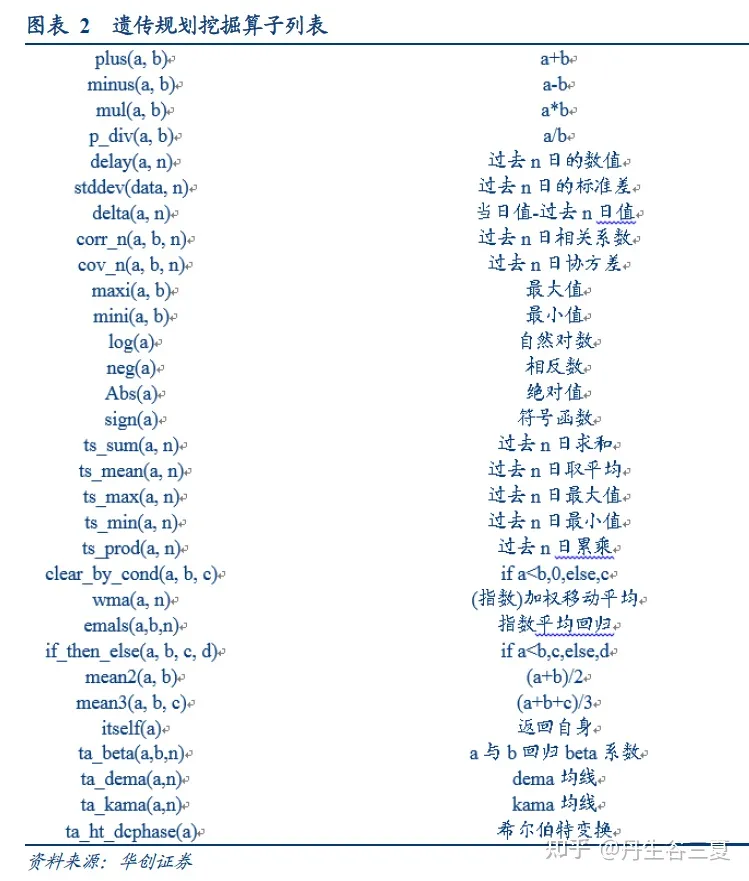 图表 2 遗传规划挖掘算子列表
plus(a, b) a+b
minus(a, b) a-b
mul(a, b) a*b
p_div(a, b) a/b
delay(a, n) 过去 n 日的数值
stddev(data, n) 过去 n 日的标准差
delta(a, n) 当日值-过去 n 日值
corr_n(a, b, n) 过去 n 日相关系数
cov_n(a, b, n) 过去 n 日协方差
maxi(a, b) 最大值
mini(a, b) 最小值
log(a) 自然对数
neg(a) 相反数
Abs(a) 绝对值
sign(a) 符号函数
ts_sum(a, n) 过去 n 日求和
ts_mean(a, n) 过去 n 日取平均
ts_max(a, n) 过去 n 日最大值
ts_min(a, n) 过去 n 日最小值
ts_prod(a, n) 过去 n 日累乘
clear_by_cond(a, b, c) if a<b,0,else,c
wma(a, n) (指数)加权移动平均
emals(a,b,n) 指数平均回归
if_then_else(a, b, c, d) if a<b,c,else,d
mean2(a, b) (a+b)/2
mean3(a, b, c) (a+b+c)/3
itself(a) 返回自身
ta_beta(a,b,n) a 与 b 回归 beta 系数
ta_dema(a,n) dema 均线
ta_kama(a,n) kama 均线
ta_ht_dcphase(a) 希尔伯特变换
资料来源：华创证券
知乎 @丹生谷三夏